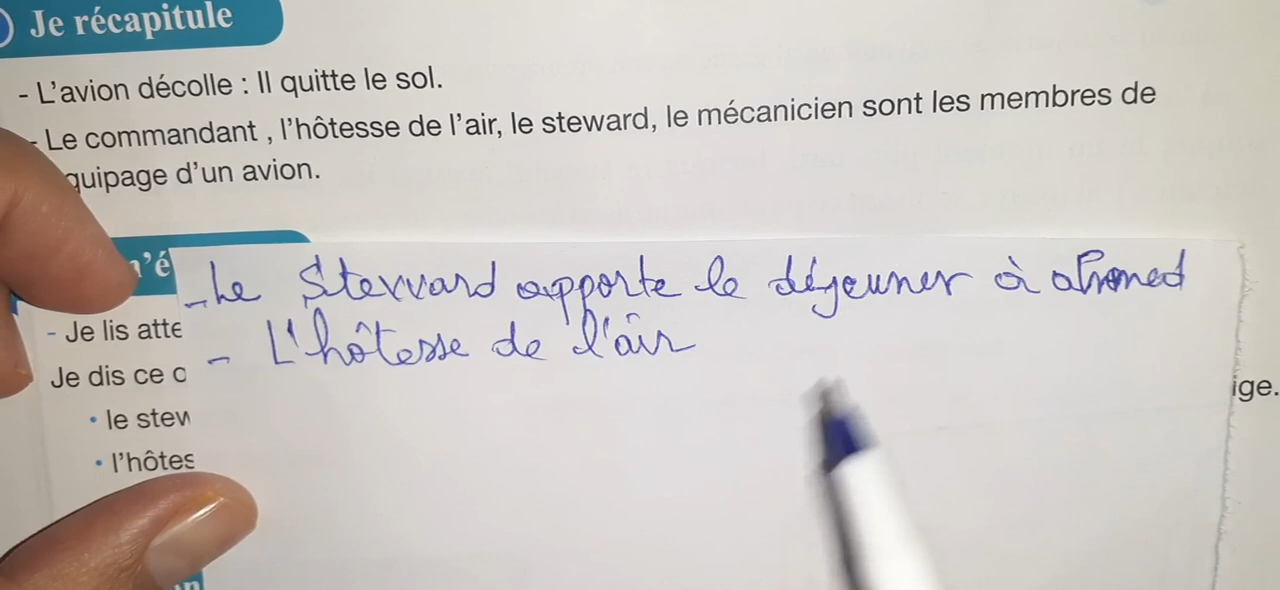 Je récapitule
- L'avion décolle : Il quitte le sol.
- Le commandant , l'hôtesse de l'air, le steward, le mécanicien sont les membres de
quipage d'un avion.
n'é
- Le Stevvard apporte le déjeuner à ahmed
- L'hôtesse de l'air
- Je lis atte
Je dis ce
ige.
• le stew
• l'hôtes